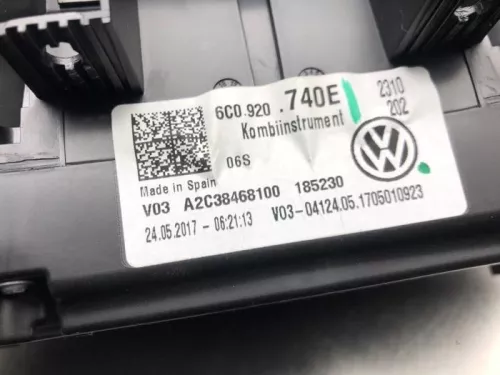 6C0.920 .740E 2310
202
Kombiinstrument
06S
Made in Spain
V03 A2C38468100 185230
24.05.2017 - 06:21:13 V03-04124.05.1705010923